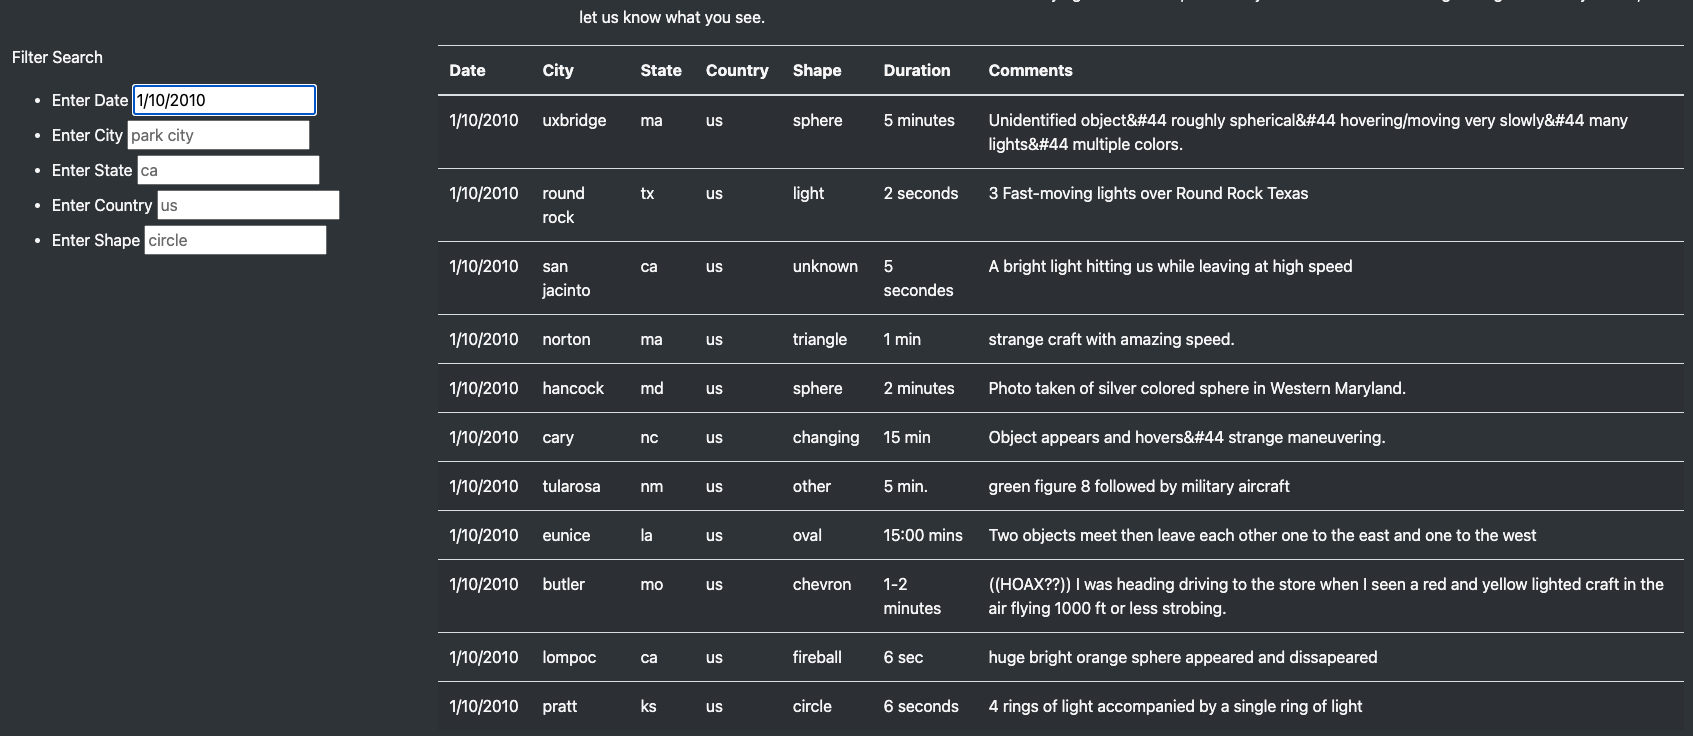 let us know what you see.
Filter Search
• Enter Date 1/10/2010
• Enter City park city
• Enter State ca
• Enter Country us
• Enter Shape circle
Date City State Country Shape Duration Comments
1/10/2010 uxbridge ma us sphere 5 minutes Unidentified object&#44 roughly spherical&#44 hovering/moving very slowly&#44 many
lights&#44 multiple colors.
1/10/2010 round tx us light 2 seconds 3 Fast-moving lights over Round Rock Texas
rock
1/10/2010 san ca us unknown 5 A bright light hitting us while leaving at high speed
jacinto secondes
1/10/2010 norton ma us triangle 1 min strange craft with amazing speed.
1/10/2010 hancock md us sphere 2 minutes Photo taken of silver colored sphere in Western Maryland.
1/10/2010 cary nc us changing 15 min Object appears and hovers&#44 strange maneuvering.
1/10/2010 tularosa nm us other 5 min. green figure 8 followed by military aircraft
1/10/2010 eunice la us oval 15:00 mins Two objects meet then leave each other one to the east and one to the west
1/10/2010 butler mo us chevron 1-2 ((HOAX??)) I was heading driving to the store when I seen a red and yellow lighted craft in the
minutes air flying 1000 ft or less strobing.
1/10/2010 lompoc ca us fireball 6 sec huge bright orange sphere appeared and dissapeared
1/10/2010 pratt ks us circle 6 seconds 4 rings of light accompanied by a single ring of light